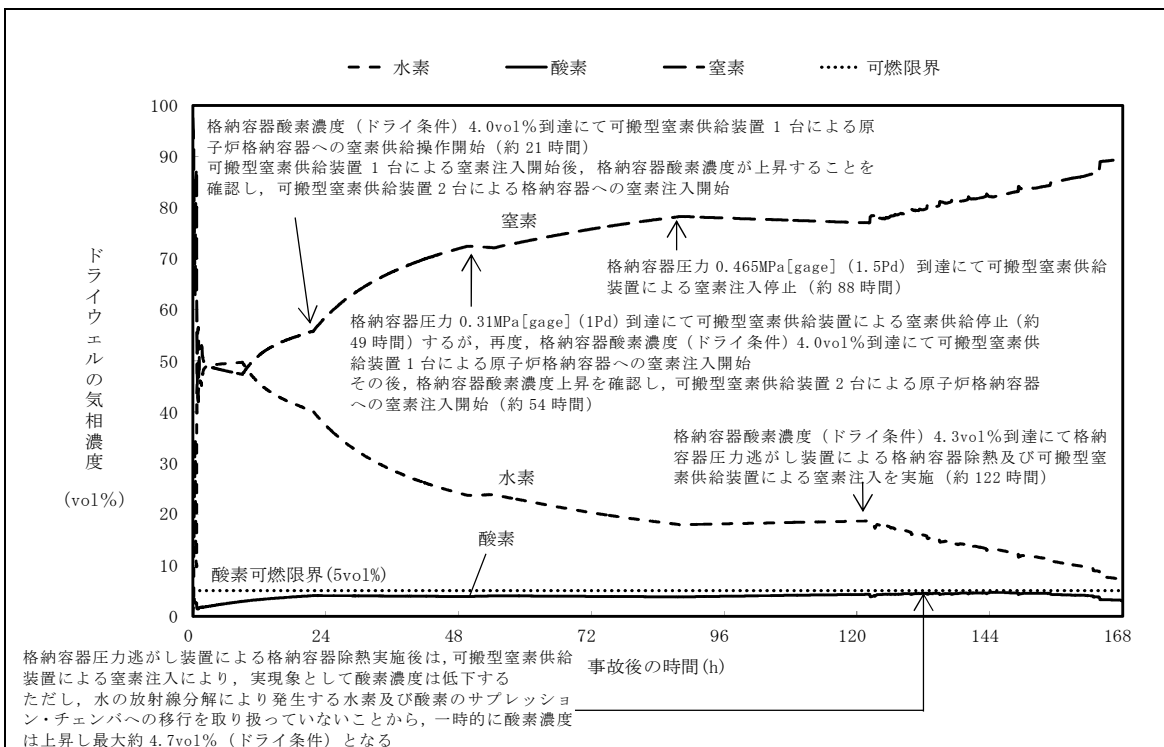 水素 酸素 窒素 可燃限界
100
90
80
70
60
50
40
30
20
10
0
ドライウェルの気相濃度
(vol%)
格納容器酸素濃度（ドライ条件）4.0vol%到達にて可搬型窒素供給装置 1 台による原
子炉格納容器への窒素供給操作開始（約 21 時間）
可搬型窒素供給装置 1 台による窒素注入開始後，格納容器酸素濃度が上昇することを
確認し，可搬型窒素供給装置 2 台による格納容器への窒素注入開始
窒素
格納容器圧力 0.465MPa[gage] (1.5Pd) 到達にて可搬型窒素供給
装置による窒素注入停止（約 88 時間）
格納容器圧力 0.31MPa[gage] (1Pd) 到達にて可搬型窒素供給装置による窒素供給停止（約
49 時間）するが，再度，格納容器酸素濃度（ドライ条件）4.0vol%到達にて可搬型窒素供
給装置 1 台による原子炉格納容器への窒素注入開始
その後，格納容器酸素濃度上昇を確認し，可搬型窒素供給装置 2 台による原子炉格納容器
への窒素注入開始（約 54 時間）
格納容器酸素濃度（ドライ条件）4.3vol%到達にて格納
容器圧力逃がし装置による格納容器除熱及び可搬型窒
素供給装置による窒素注入を実施（約 122 時間）
水素
酸素
酸素可燃限界(5vol%)
0 24 48 72 96 120 144 168
事故後の時間(h)
格納容器圧力逃がし装置による格納容器除熱実施後は，可搬型窒素供給
装置による窒素注入により，実現象として酸素濃度は低下する
ただし，水の放射線分解により発生する水素及び酸素のサプレッショ
ン・チェンバへの移行を取り扱っていないことから，一時的に酸素濃度
は上昇し最大約 4.7vol%（ドライ条件）となる